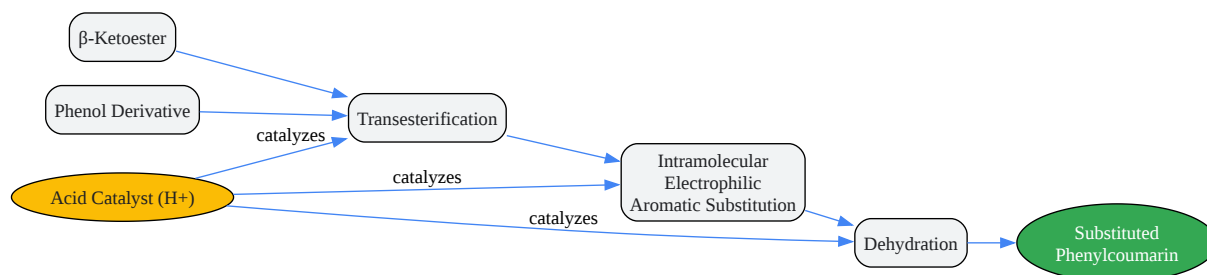 β-Ketoester
Phenol Derivative
Acid Catalyst (H+)
catalyzes
catalyzes
catalyzes
Transesterification
Intramolecular
Electrophilic
Aromatic Substitution
Dehydration
Substituted
Phenylcoumarin